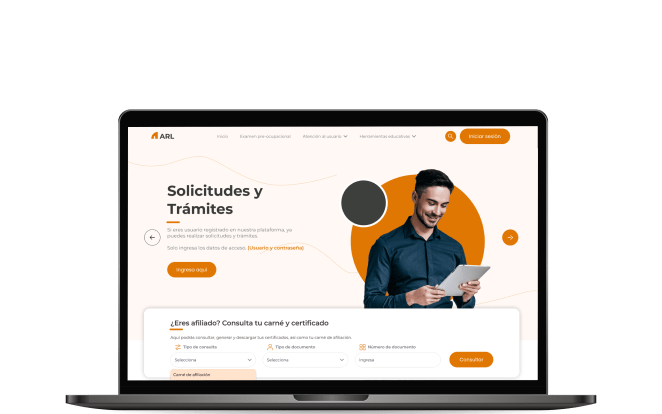 ARL
Inicio
Examen pre-ocupacional
Atención al usuario
Herramientas educativas
Iniciar sesión
Solicitudes y
Trámites
Si eres usuario registrado en nuestra plataforma, ya
puedes realizar solicitudes y trámites.
Solo ingresa los datos de acceso. (Usuario y contraseña)
Ingresa aquí
¿Eres afiliado? Consulta tu carné y certificado
Aquí podrás consultar, generar y descargar tus certificados, así como tu carné de afiliación.
Tipo de consulta
Tipo de documento
Número de documento
Selecciona
Selecciona
Ingresa
Consultar
Carné de afiliación